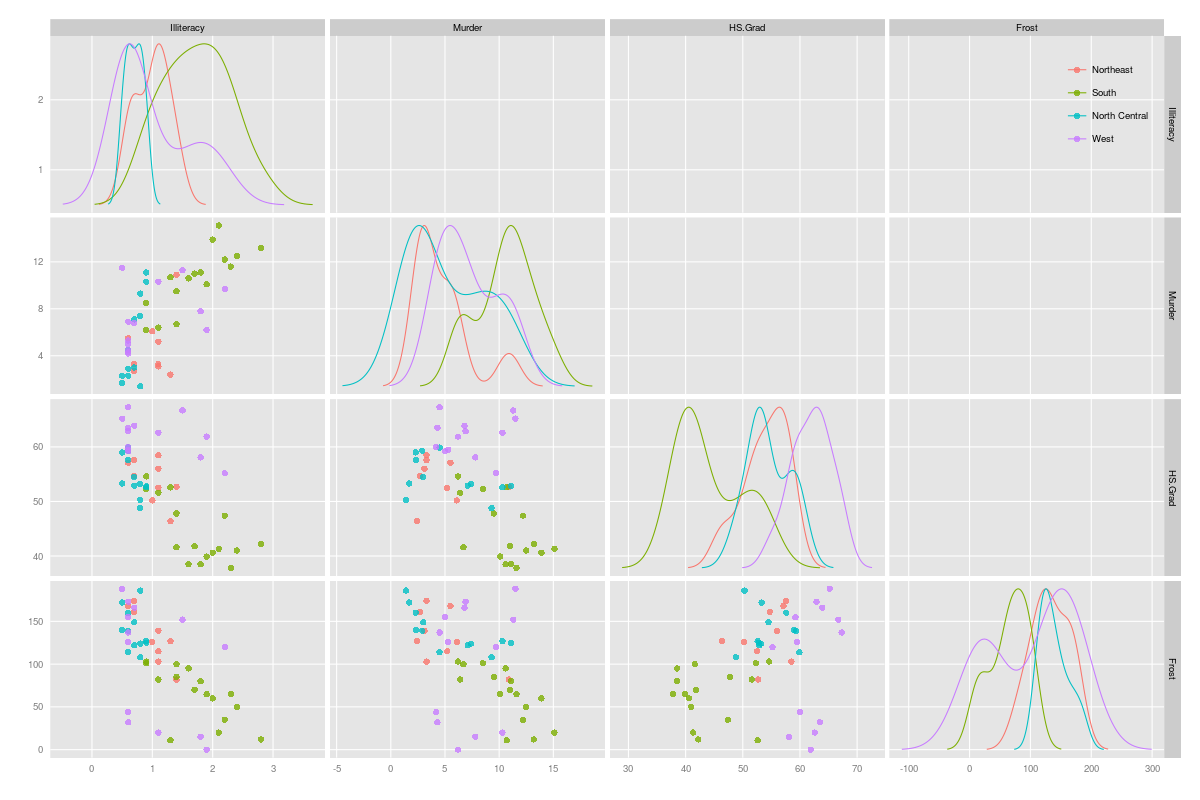 Illiteracy Murder HS.Grad Frost
Northeast
South
North Central
West
2
1
Illiteracy
12
8
4
Murder
60
50
40
HS.Grad
150
100
50
0
Frost
0 1 2 3 -5 0 5 10 15 30 40 50 60 70 -100 0 100 200 300